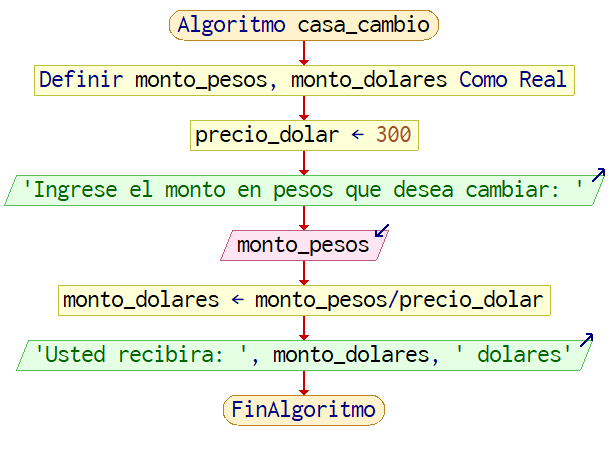 Algoritmo casa_cambio
Definir monto_pesos, monto_dolares Como Real
precio_dolar ← 300
'Ingrese el monto en pesos que desea cambiar: '
monto_pesos
monto_dolares ← monto_pesos/precio_dolar
'Usted recibira: ', monto_dolares, ' dolares'
FinAlgoritmo